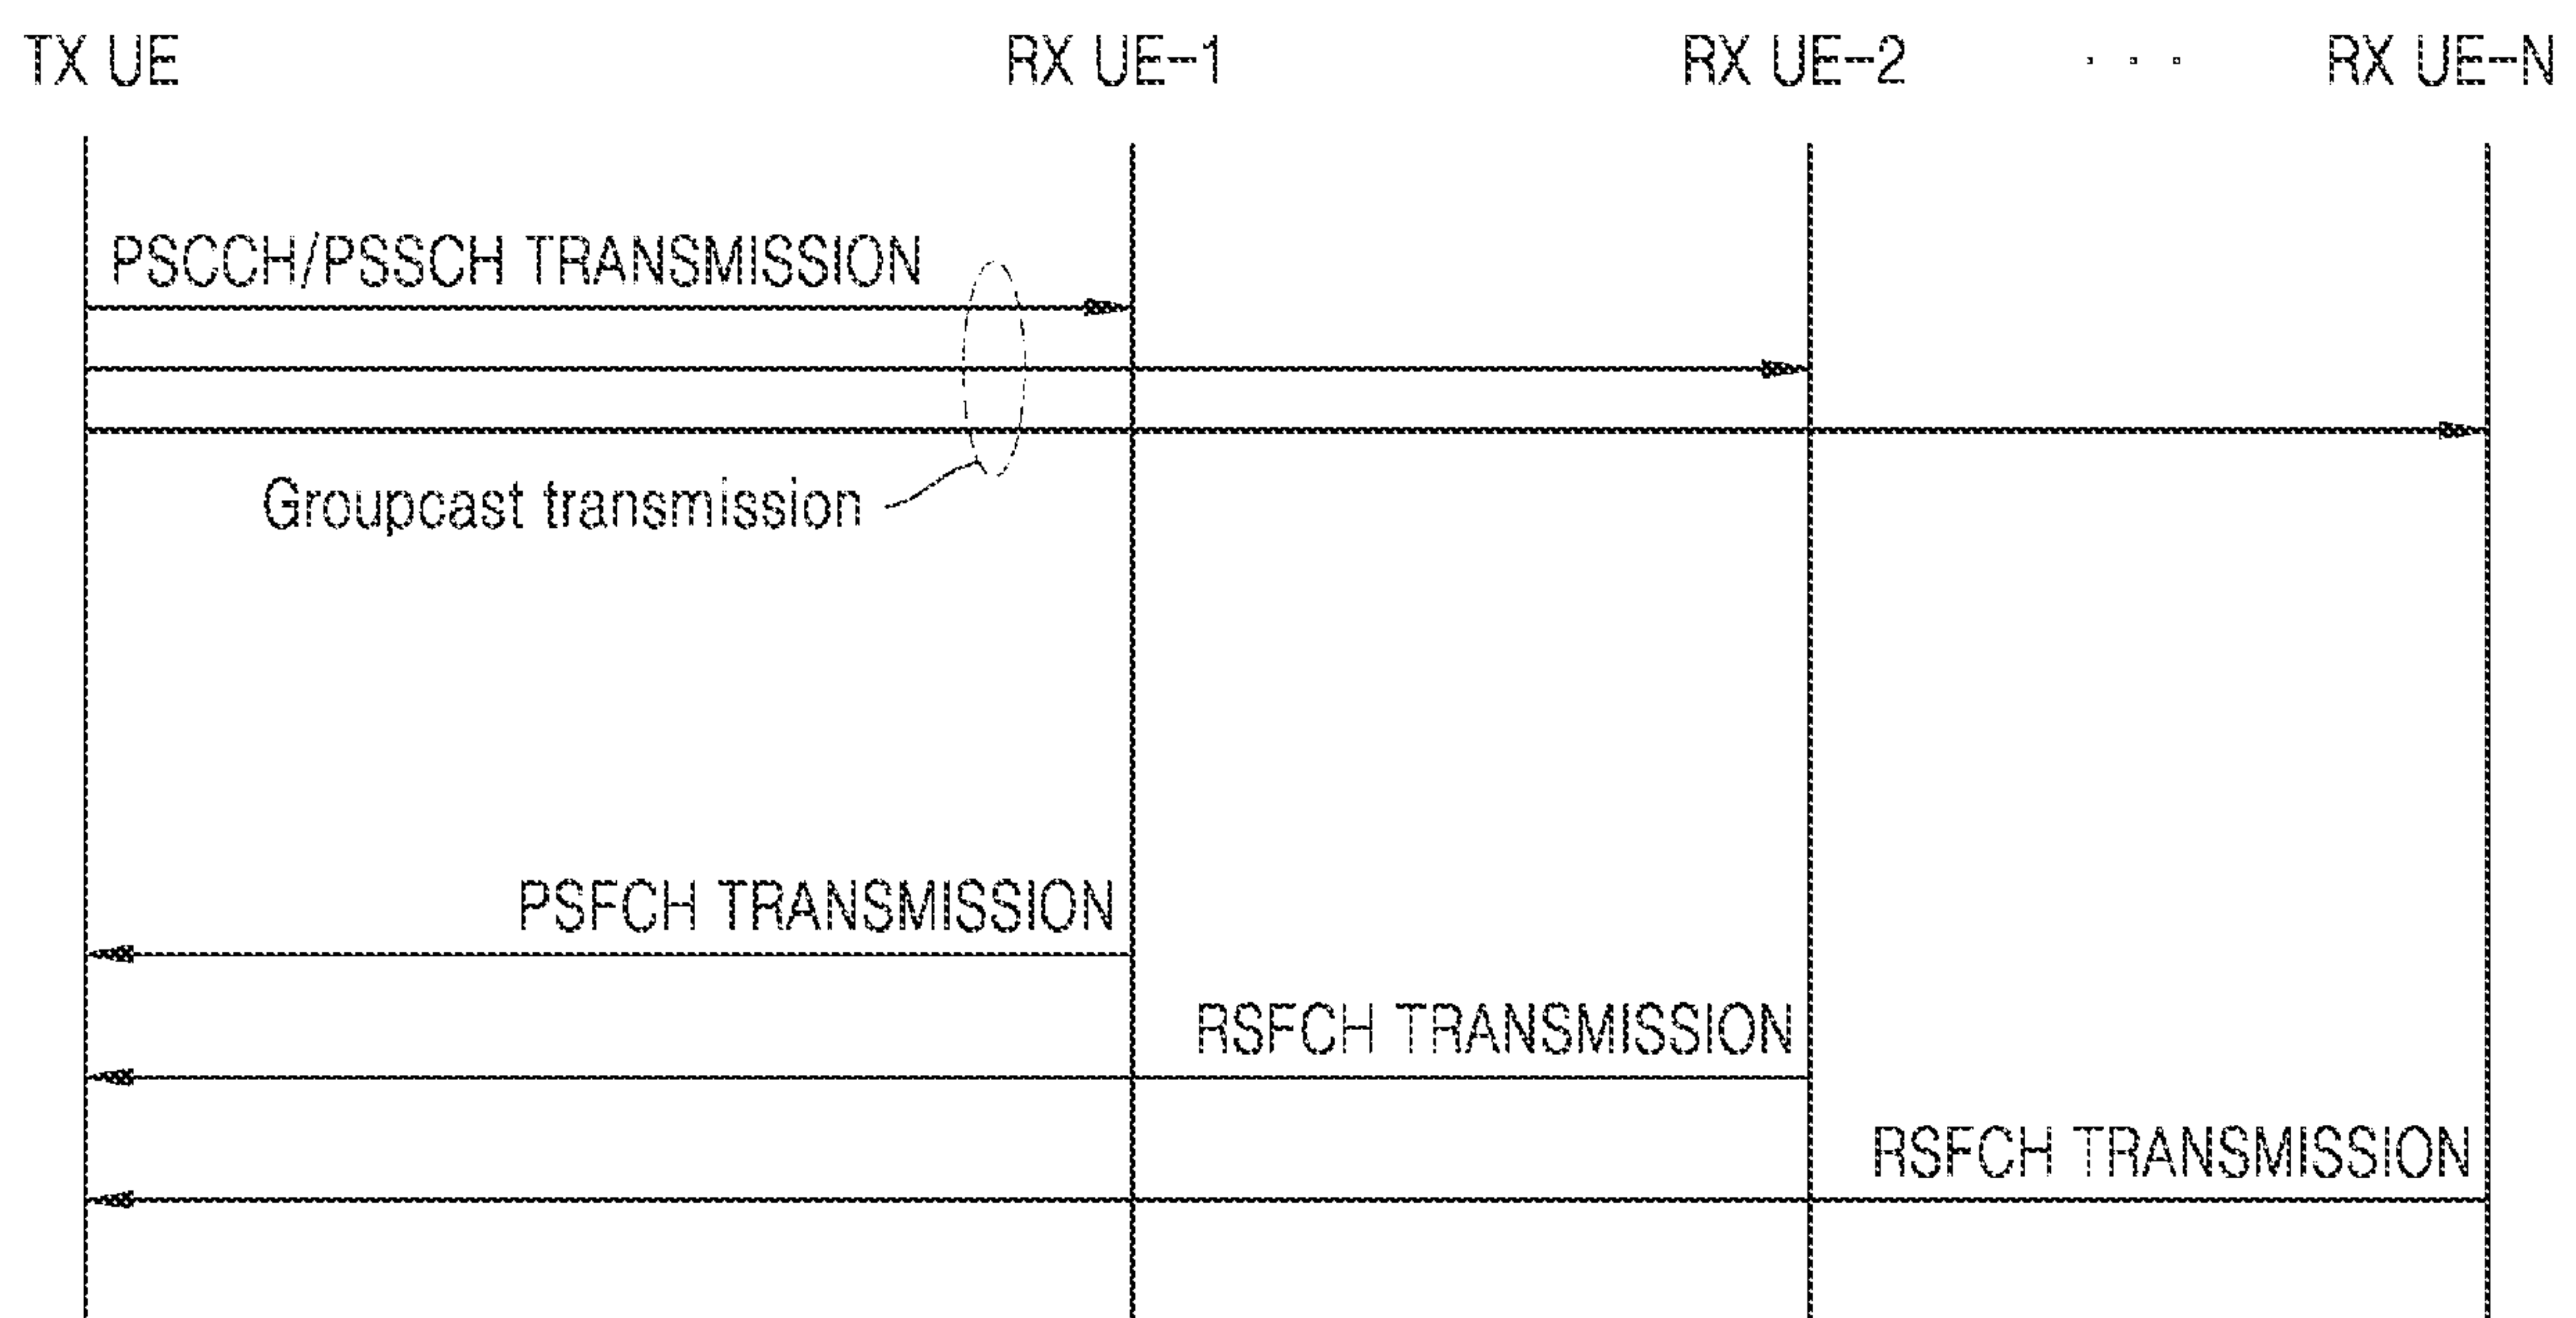 TX UE RX UE-1 RX UE-2 . . . RX UE-N
PSCCH/PSSCH TRANSMISSION
Groupcast transmission
PSFCH TRANSMISSION
RSFCH TRANSMISSION
RSFCH TRANSMISSION